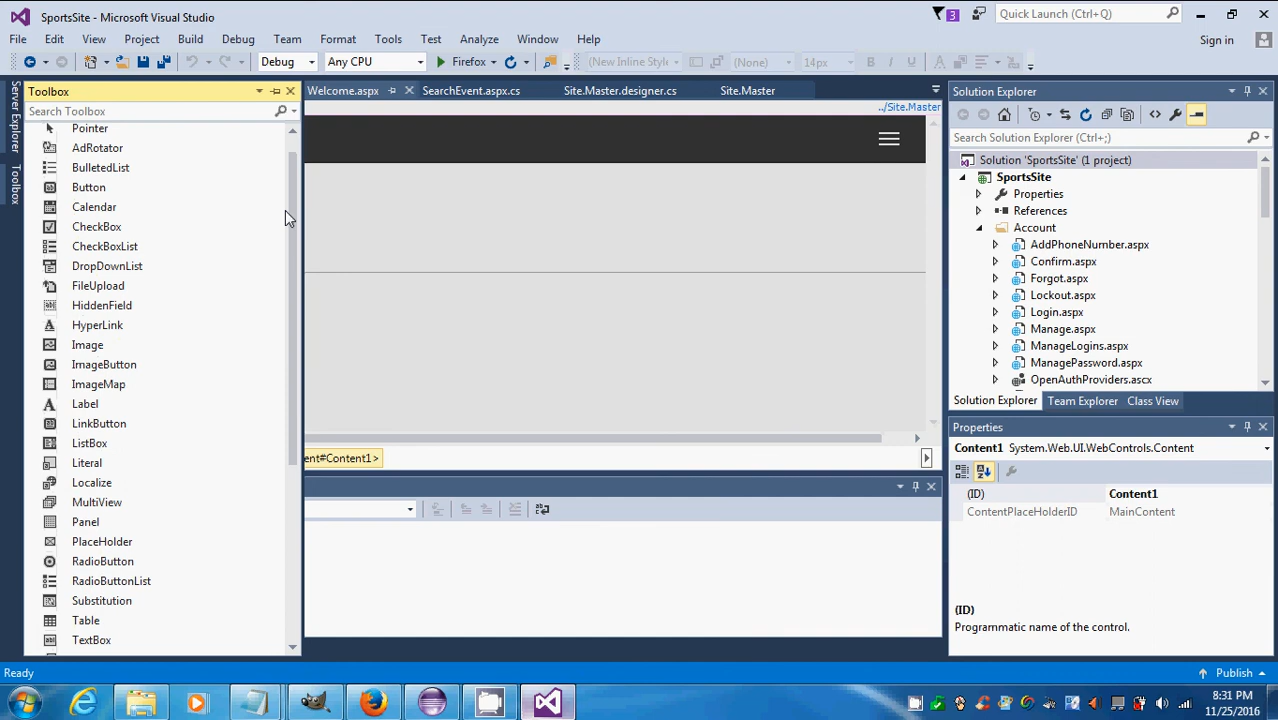 SportsSite - Microsoft Visual Studio
3
Quick Launch (Ctrl+Q)
File Edit View Project Build Debug Team Format Tools Test Analyze Window Help
Sign in
Debug Any CPU Firefox (New Inline Style) (None) 14px
Server Explorer
Toolbox
Toolbox
Search Toolbox
Pointer
AdRotator
BulletedList
Button
Calendar
CheckBox
CheckBoxList
DropDownList
FileUpload
HiddenField
HyperLink
Image
ImageButton
ImageMap
Label
LinkButton
ListBox
Literal
Localize
MultiView
Panel
PlaceHolder
RadioButton
RadioButtonList
Substitution
Table
TextBox
Welcome.aspx SearchEvent.aspx.cs Site.Master.designer.cs Site.Master
../Site.Master
ent#Content1>
Solution Explorer
Search Solution Explorer (Ctrl+;)
Solution 'SportsSite' (1 project)
SportsSite
Properties
References
Account
AddPhoneNumber.aspx
Confirm.aspx
Forgot.aspx
Lockout.aspx
Login.aspx
Manage.aspx
ManageLogins.aspx
ManagePassword.aspx
OpenAuthProviders.ascx
Solution Explorer Team Explorer Class View
Properties
Content1 System.Web.UI.WebControls.Content
(ID) Content1
ContentPlaceHolderID MainContent
(ID)
Programmatic name of the control.
Ready
Publish
8:31 PM
11/25/2016